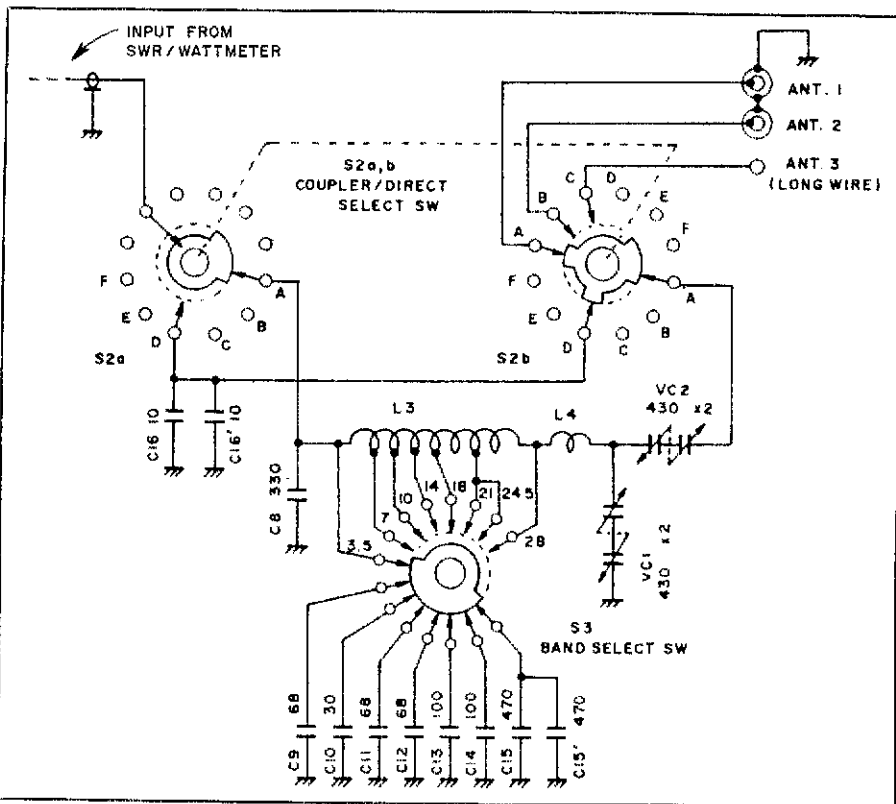 INPUT FROM
SWR/WATTMETER
ANT. 1
ANT. 2
ANT. 3
(LONG WIRE)
S2a,b
COUPLER/DIRECT
SELECT SW
A
B
C
D
E
F
S2a
A
B
C
D
E
F
A
B
C
D
E
F
S2b
C16 10
C16' 10
C8 330
L3
L4
VC2
430 x2
VC1
430 x2
3.5
7
10
14
18
21
24.5
28
S3
BAND SELECT SW
C9 68
C10 30
C11 68
C12 68
C13 100
C14 100
C15 470
C15' 470